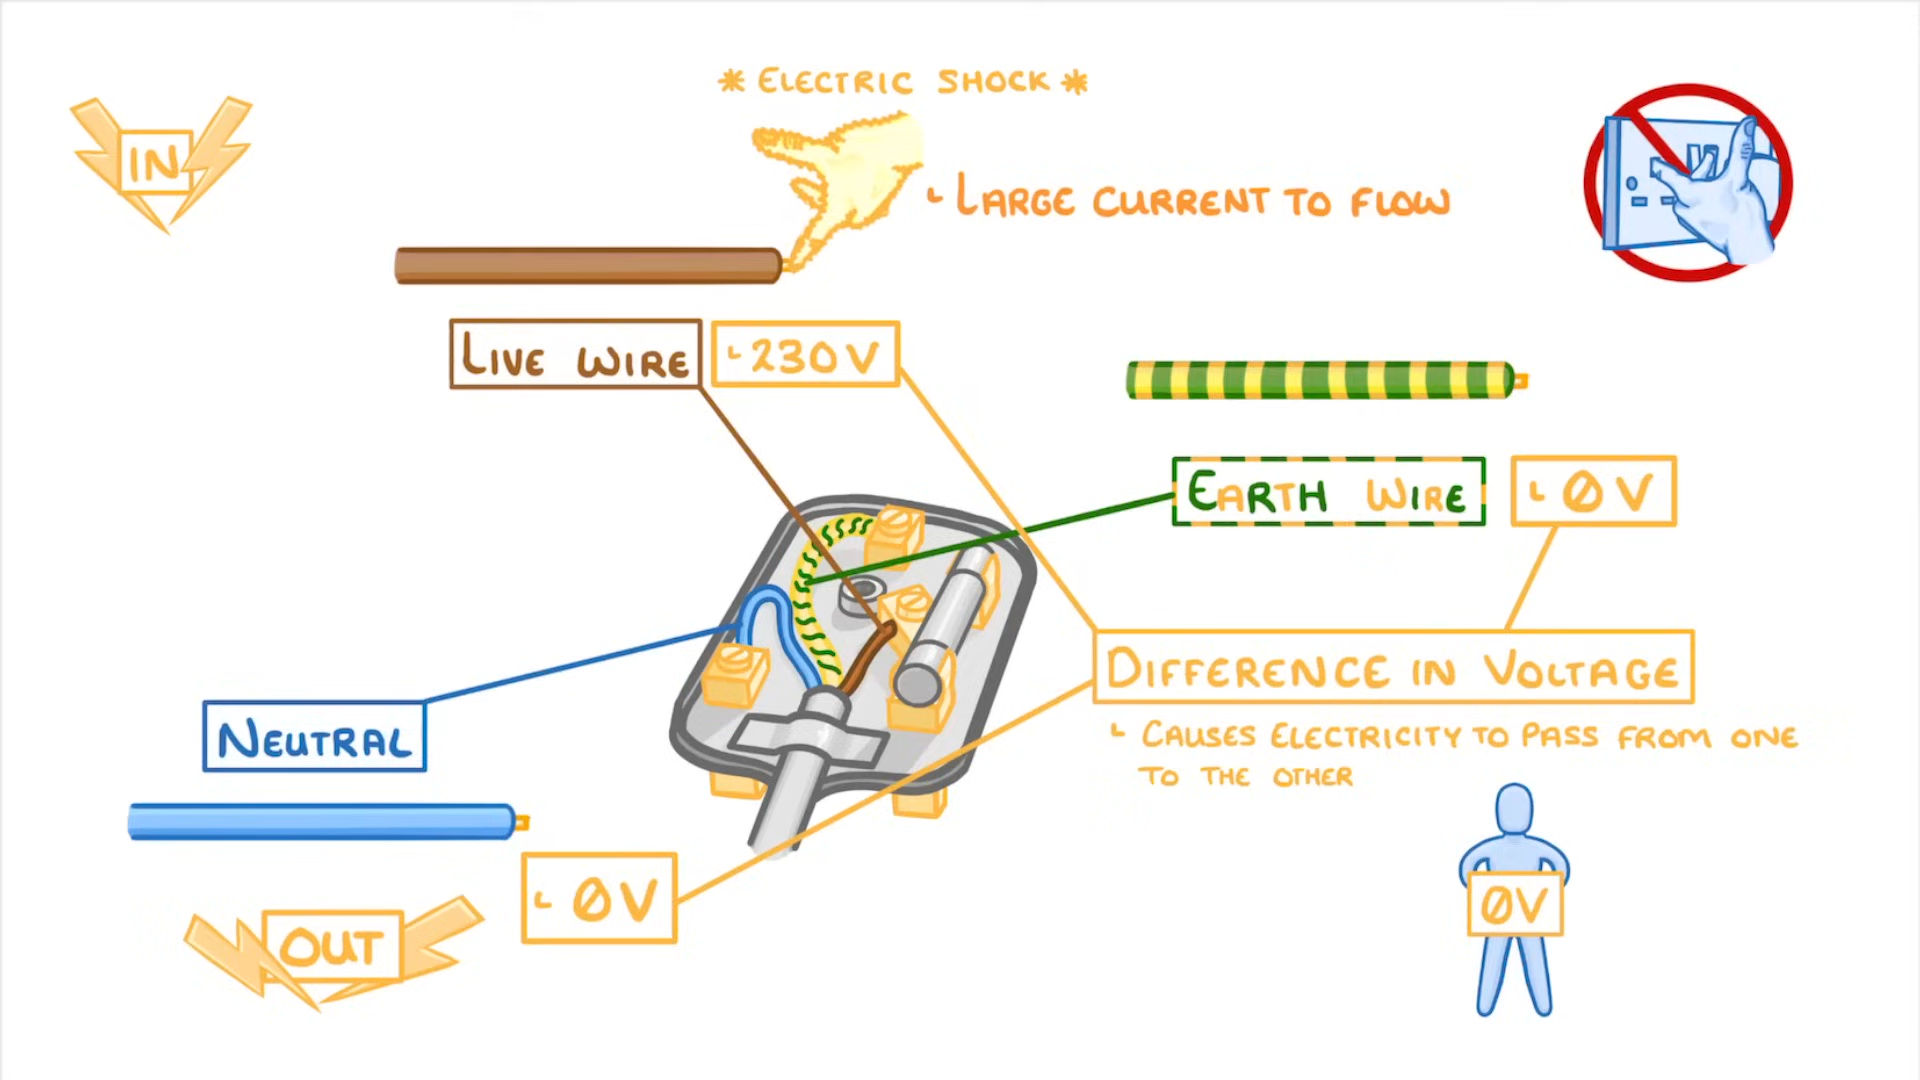 * ELECTRIC SHOCK *
IN
LARGE CURRENT TO FLOW
LIVE WIRE
230V
EARTH WIRE
0V
DIFFERENCE IN VOLTAGE
CAUSES ELECTRICITY TO PASS FROM ONE
TO THE OTHER
NEUTRAL
0V
OUT
0V